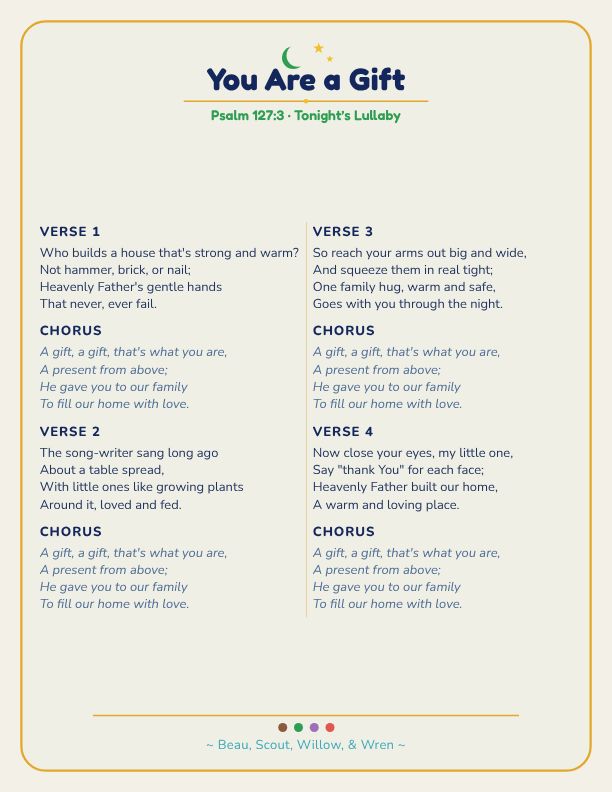 You Are a Gift
Psalm 127:3 · Tonight's Lullaby
VERSE 1
Who builds a house that's strong and warm?
Not hammer, brick, or nail;
Heavenly Father's gentle hands
That never, ever fail.
CHORUS
A gift, a gift, that's what you are,
A present from above;
He gave you to our family
To fill our home with love.
VERSE 2
The song-writer sang long ago
About a table spread,
With little ones like growing plants
Around it, loved and fed.
CHORUS
A gift, a gift, that's what you are,
A present from above;
He gave you to our family
To fill our home with love.
VERSE 3
So reach your arms out big and wide,
And squeeze them in real tight;
One family hug, warm and safe,
Goes with you through the night.
CHORUS
A gift, a gift, that's what you are,
A present from above;
He gave you to our family
To fill our home with love.
VERSE 4
Now close your eyes, my little one,
Say "thank You" for each face;
Heavenly Father built our home,
A warm and loving place.
CHORUS
A gift, a gift, that's what you are,
A present from above;
He gave you to our family
To fill our home with love.
~ Beau, Scout, Willow, & Wren ~